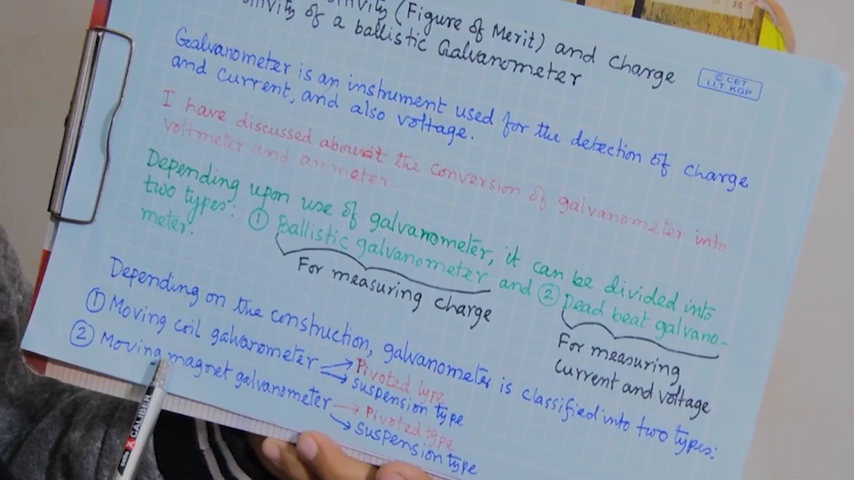 (Figure of Merit) and charge
of a ballistic Galvanometer
© CET
I.I.T. KGP
Galvanometer is an instrument used for the detection of charge
and current, and also voltage.
I have discussed about the conversion of galvanometer into
voltmeter and ammeter.
Depending upon use of galvanometer, it can be divided into
two types: ① Ballistic galvanometer and ② Dead beat galvano-
meter.
For measuring charge
For measuring
current and voltage
Depending on the construction, galvanometer is classified into two types:
① Moving coil galvanometer → Pivoted type
→ suspension type
② Moving magnet galvanometer → Pivoted type
→ suspension type